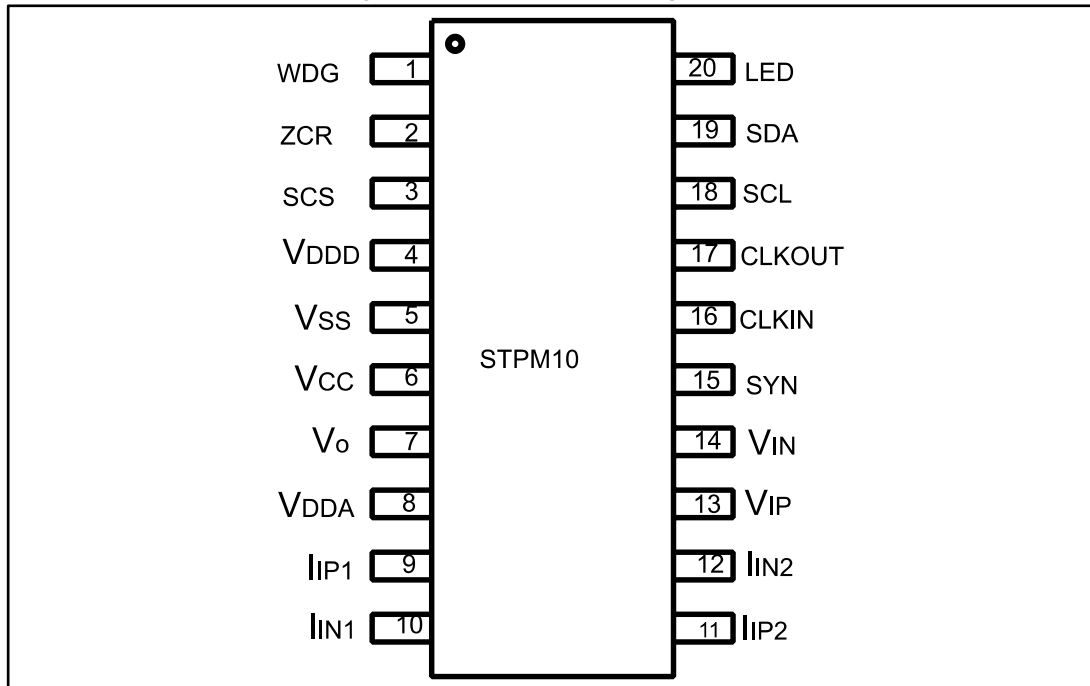 WDG 1 20 LED
ZCR 2 19 SDA
SCS 3 18 SCL
VDDD 4 17 CLKOUT
VSS 5 16 CLKIN
VCC 6 STPM10 15 SYN
Vo 7 14 VIN
VDDA 8 13 VIP
IIP1 9 12 IIN2
IIN1 10 11 IIP2